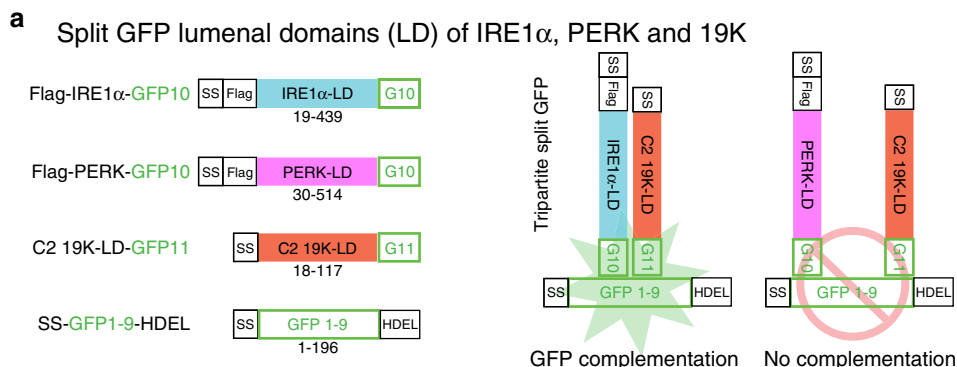 a
Split GFP lumenal domains (LD) of IRE1α, PERK and 19K
Flag-IRE1α-GFP10
SS Flag IRE1α-LD G10
19-439
Flag-PERK-GFP10
SS Flag PERK-LD G10
30-514
C2 19K-LD-GFP11
SS C2 19K-LD G11
18-117
SS-GFP1-9-HDEL
SS GFP 1-9 HDEL
1-196
Tripartite split GFP
SS Flag IRE1α-LD G10
SS C2 19K-LD G11
SS GFP 1-9 HDEL
GFP complementation
SS Flag PERK-LD G10
SS C2 19K-LD G11
SS GFP 1-9 HDEL
No complementation